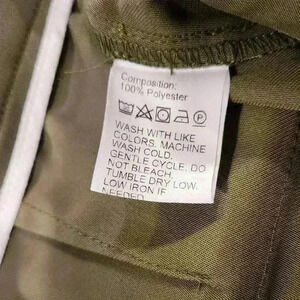 Composition:
100% Polyester
WASH WITH LIKE
COLORS. MACHINE
WASH COLD.
GENTLE CYCLE. DO
NOT BLEACH.
TUMBLE DRY LOW.
LOW IRON IF
NEEDED.